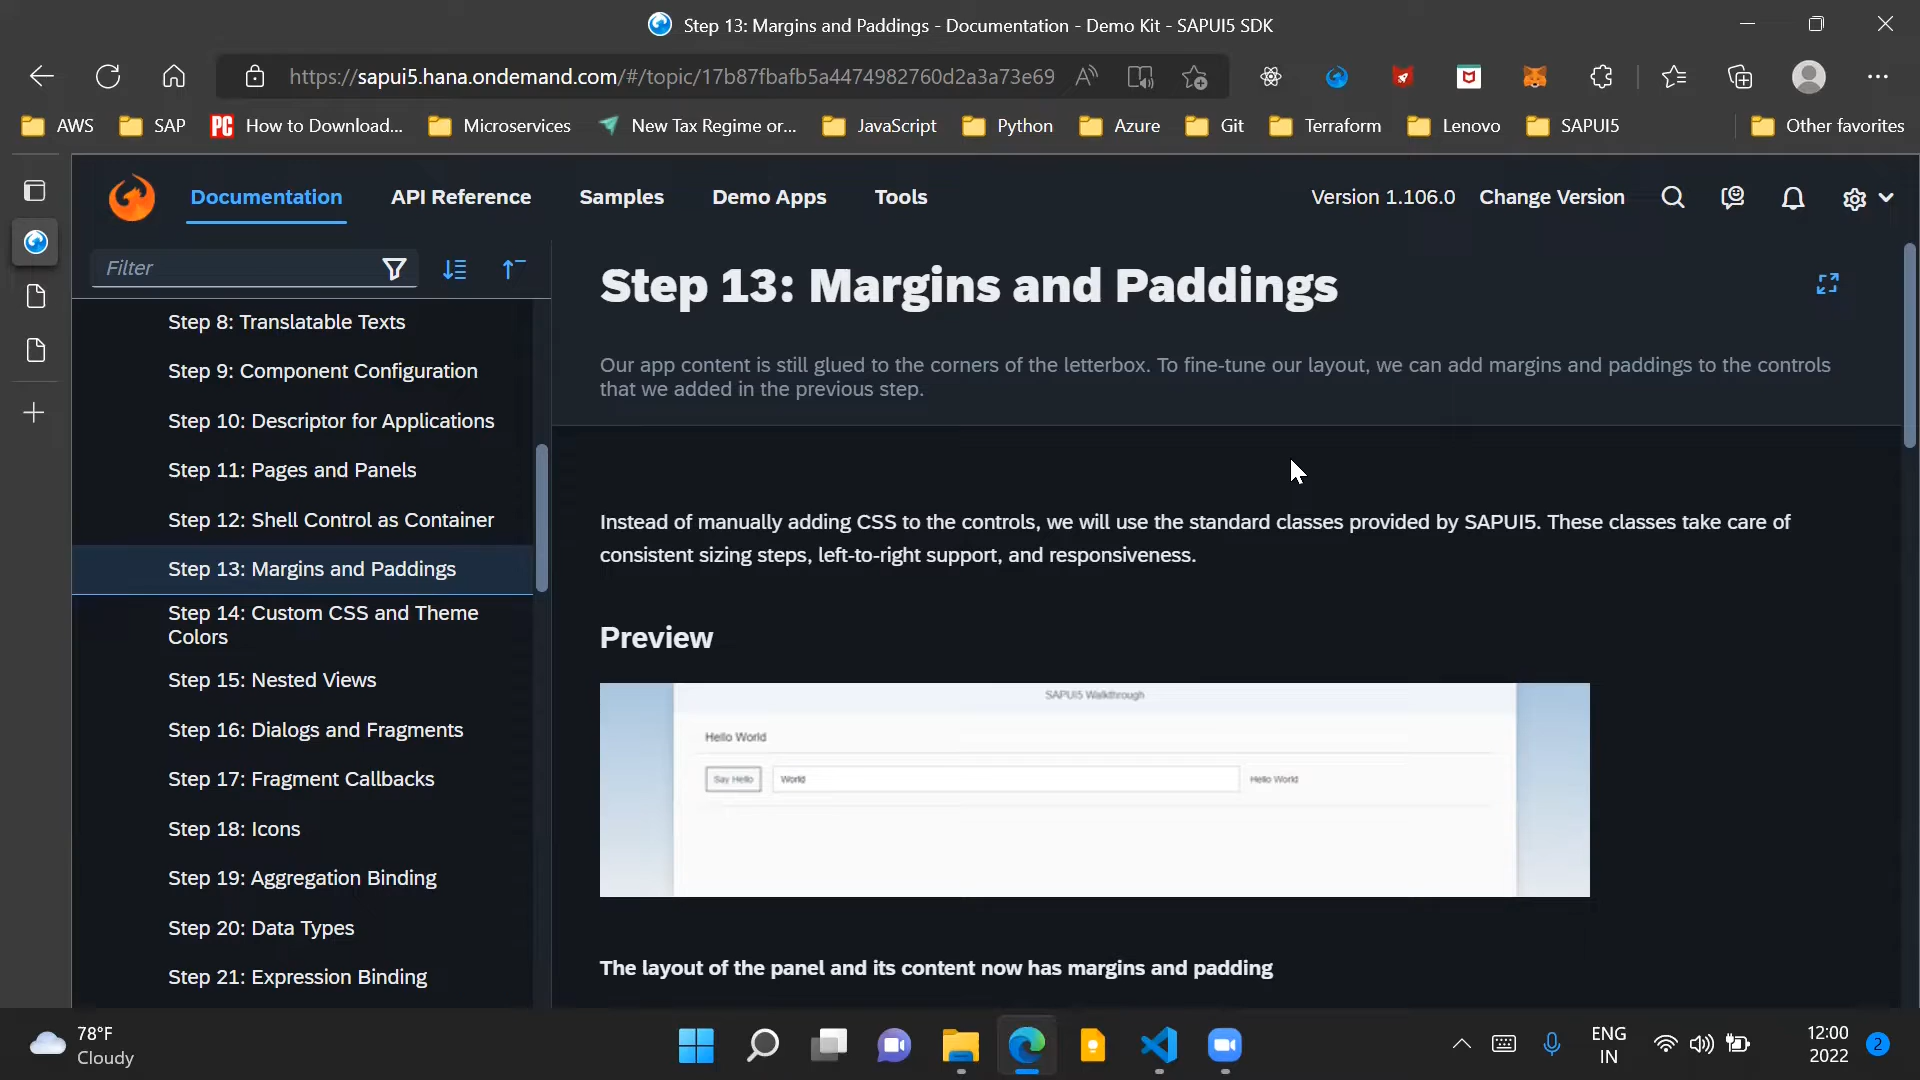 Step 13: Margins and Paddings - Documentation - Demo Kit - SAPUI5 SDK
https://sapui5.hana.ondemand.com/#/topic/17b87fbafb5a4474982760d2a3a73e69
AWS SAP How to Download... Microservices New Tax Regime or... JavaScript Python Azure Git Terraform Lenovo SAPUI5 Other favorites
Documentation API Reference Samples Demo Apps Tools Version 1.106.0 Change Version
Filter
Step 8: Translatable Texts
Step 9: Component Configuration
Step 10: Descriptor for Applications
Step 11: Pages and Panels
Step 12: Shell Control as Container
Step 13: Margins and Paddings
Step 14: Custom CSS and Theme
Colors
Step 15: Nested Views
Step 16: Dialogs and Fragments
Step 17: Fragment Callbacks
Step 18: Icons
Step 19: Aggregation Binding
Step 20: Data Types
Step 21: Expression Binding
Step 13: Margins and Paddings
Our app content is still glued to the corners of the letterbox. To fine-tune our layout, we can add margins and paddings to the controls
that we added in the previous step.
Instead of manually adding CSS to the controls, we will use the standard classes provided by SAPUI5. These classes take care of
consistent sizing steps, left-to-right support, and responsiveness.
Preview
SAPUI5 Walkthrough
Hello World
Say Hello World Hello World
The layout of the panel and its content now has margins and padding
78°F
Cloudy
ENG
IN
12:00
2022
2